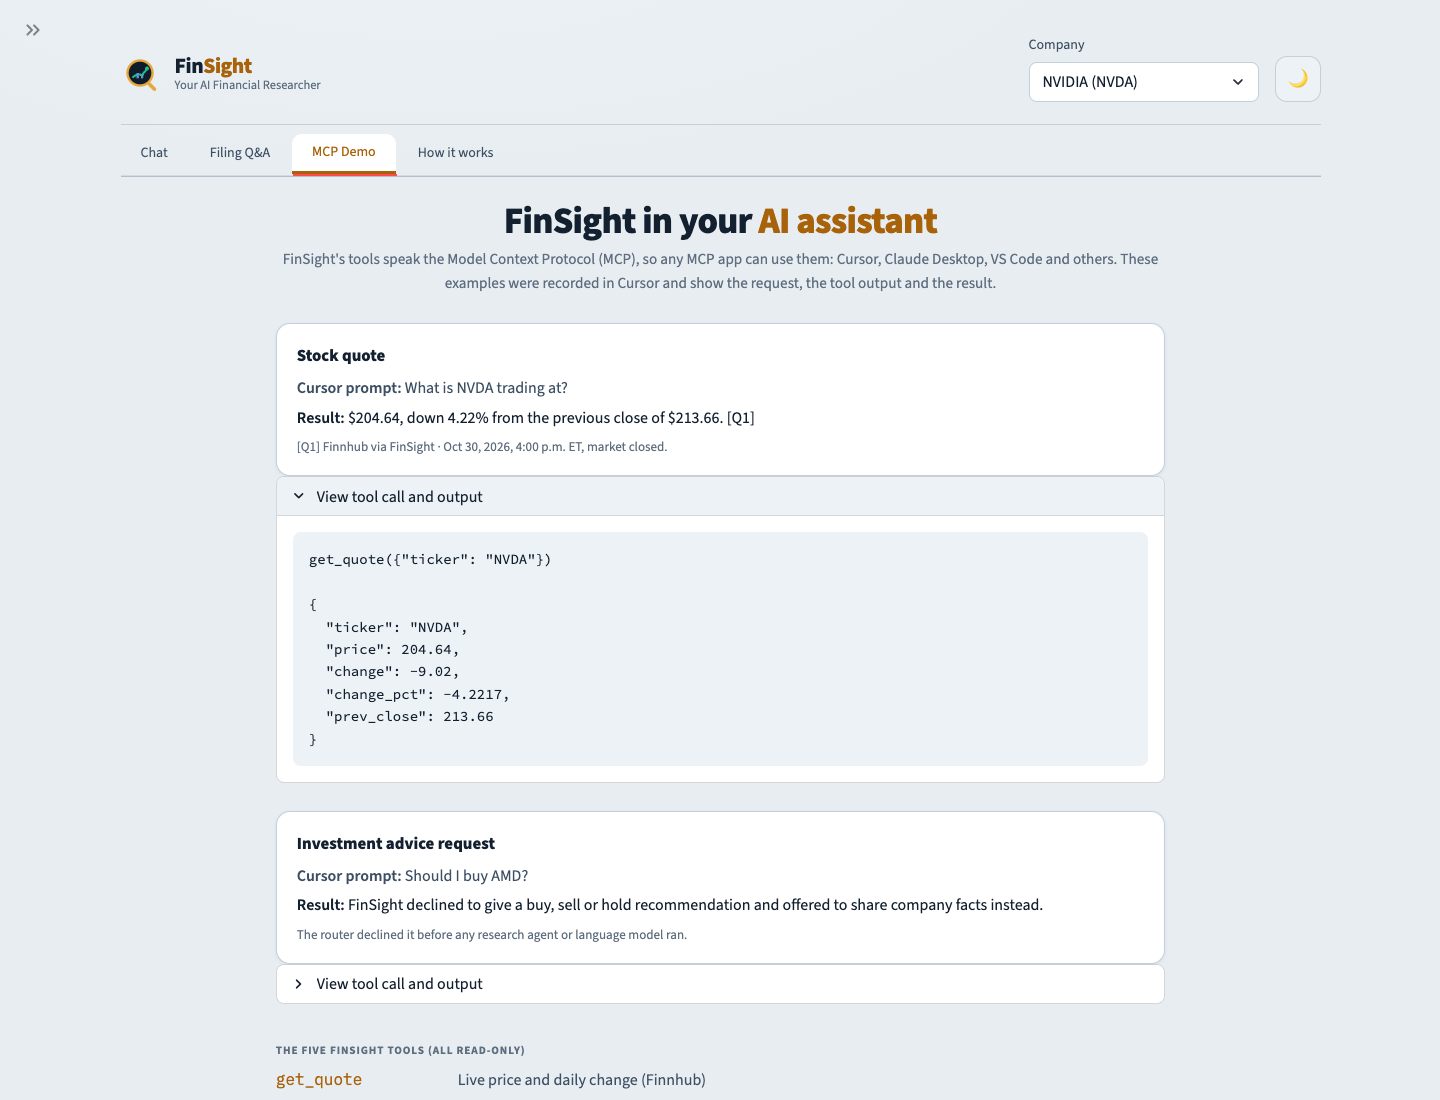 FinSight
Your AI Financial Researcher
Company
NVIDIA (NVDA)
Chat
Filing Q&A
MCP Demo
How it works
FinSight in your AI assistant
FinSight's tools speak the Model Context Protocol (MCP), so any MCP app can use them: Cursor, Claude Desktop, VS Code and others. These
examples were recorded in Cursor and show the request, the tool output and the result.
Stock quote
Cursor prompt: What is NVDA trading at?
Result: $204.64, down 4.22% from the previous close of $213.66. [Q1]
[Q1] Finnhub via FinSight · Oct 30, 2026, 4:00 p.m. ET, market closed.
View tool call and output
get_quote({"ticker": "NVDA"})
{
"ticker": "NVDA",
"price": 204.64,
"change": -9.02,
"change_pct": -4.2217,
"prev_close": 213.66
}
Investment advice request
Cursor prompt: Should I buy AMD?
Result: FinSight declined to give a buy, sell or hold recommendation and offered to share company facts instead.
The router declined it before any research agent or language model ran.
View tool call and output
THE FIVE FINSIGHT TOOLS (ALL READ-ONLY)
get_quote
Live price and daily change (Finnhub)